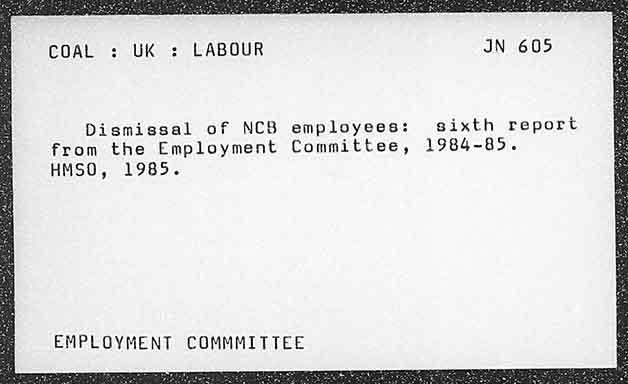 COAL : UK : LABOUR JN 605
Dismissal of NCB employees: sixth report
from the Employment Committee, 1984-85.
HMSO, 1985.
EMPLOYMENT COMMMITTEE